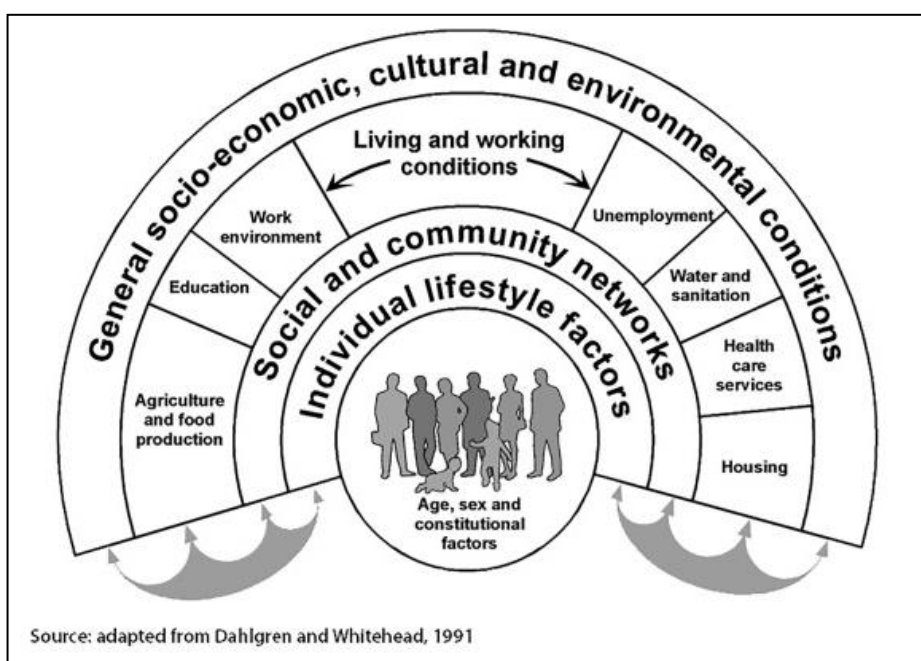 General socio-economic, cultural and environmental conditions
Living and working
conditions
Work
environment
Unemployment
Education
Water and
sanitation
Agriculture
and food
production
Health
care
services
Housing
Social and community networks
Individual lifestyle factors
Age, sex and
constitutional
factors
Source: adapted from Dahlgren and Whitehead, 1991